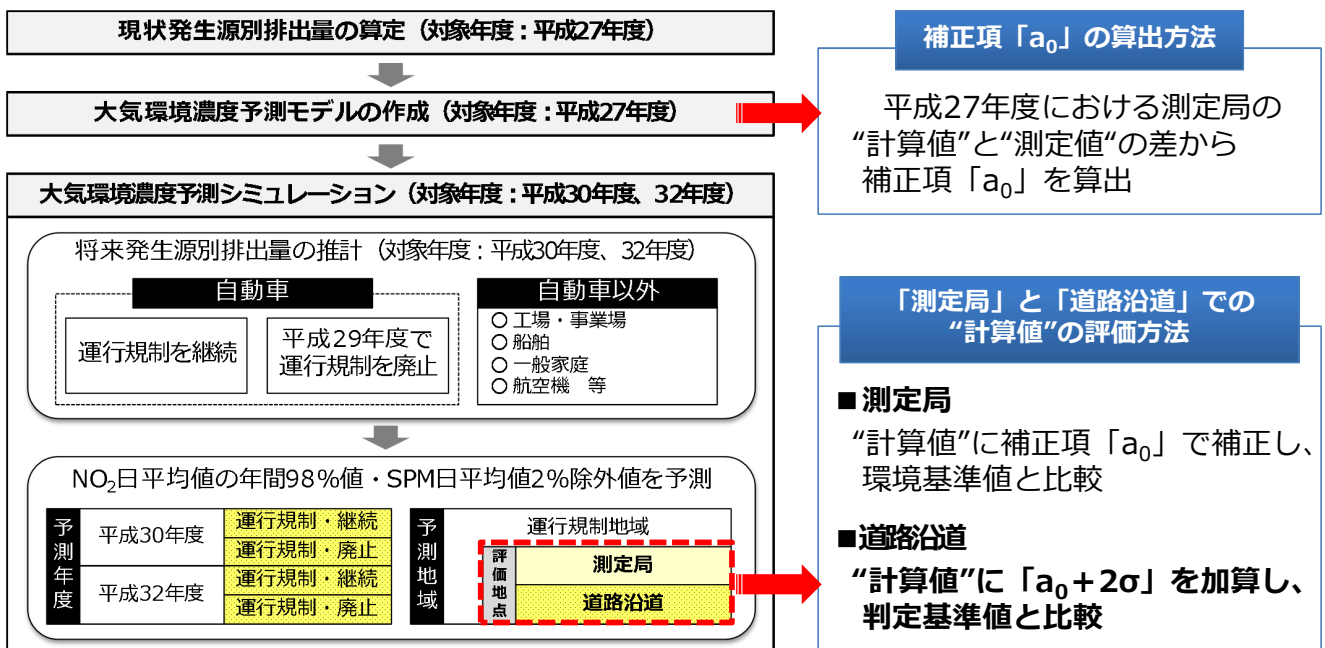 現状発生源別排出量の算定（対象年度：平成27年度）
大気環境濃度予測モデルの作成（対象年度：平成27年度）
大気環境濃度予測シミュレーション（対象年度：平成30年度、32年度）
将来発生源別排出量の推計（対象年度：平成30年度、32年度）
自動車
運行規制を継続
平成29年度で
運行規制を廃止
自動車以外
○工場・事業場
○船舶
○一般家庭
○航空機　等
NO₂日平均値の年間98%値・SPM日平均値2%除外値を予測
予測年度
平成30年度
運行規制・継続
運行規制・廃止
平成32年度
運行規制・継続
運行規制・廃止
予測地域
運行規制地域
評価地点
測定局
道路沿道
補正項「a₀」の算出方法
平成27年度における測定局の
“計算値”と“測定値“の差から
補正項「a₀」を算出
「測定局」と「道路沿道」での
“計算値”の評価方法
■測定局
“計算値”に補正項「a₀」で補正し、
環境基準値と比較
■道路沿道
“計算値”に「a₀＋2σ」を加算し、
判定基準値と比較